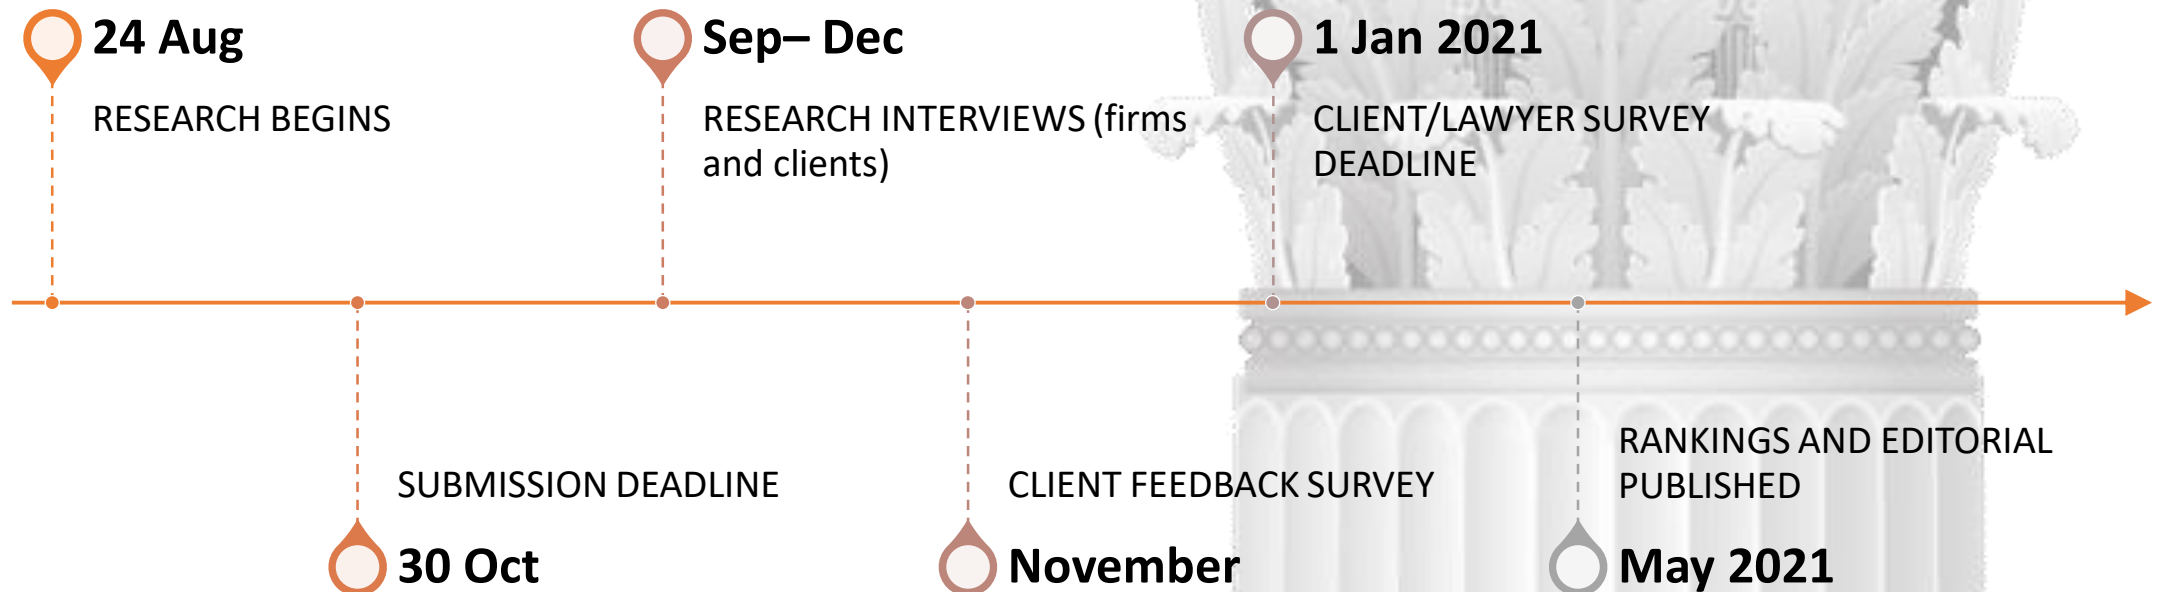 24 Aug
RESEARCH BEGINS
30 Oct
SUBMISSION DEADLINE
Sep– Dec
RESEARCH INTERVIEWS (firms
and clients)
November
CLIENT FEEDBACK SURVEY
1 Jan 2021
CLIENT/LAWYER SURVEY
DEADLINE
May 2021
RANKINGS AND EDITORIAL
PUBLISHED